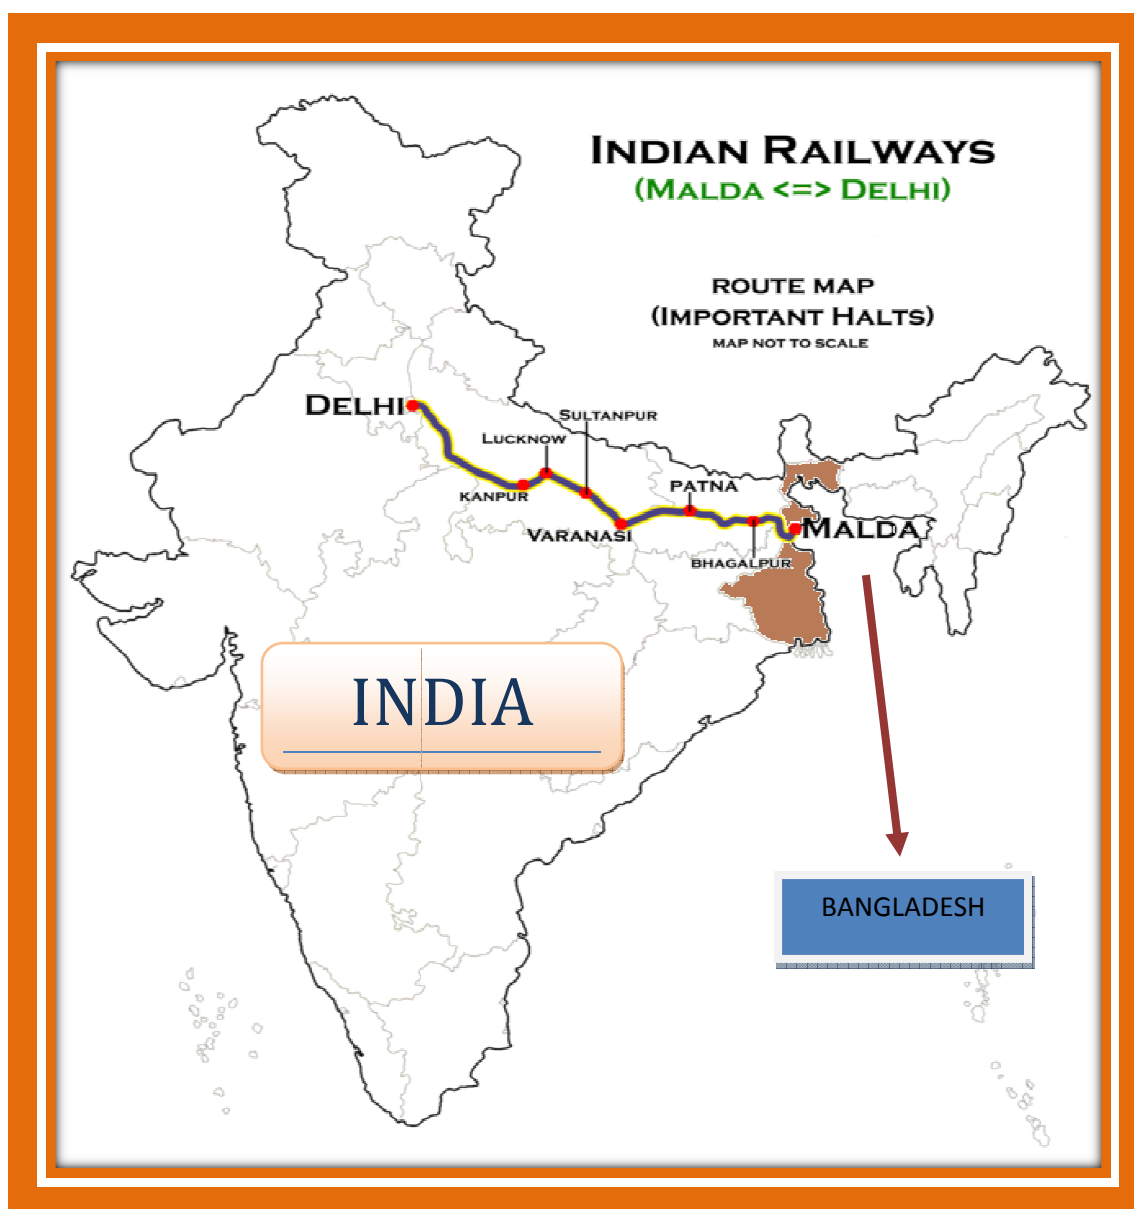 INDIAN RAILWAYS
(MALDA <=> DELHI)
ROUTE MAP
(IMPORTANT HALTS)
MAP NOT TO SCALE
DELHI
SULTANPUR
LUCKNOW
KANPUR
PATNA
VARANASI
MALDA
BHAGALPUR
INDIA
BANGLADESH